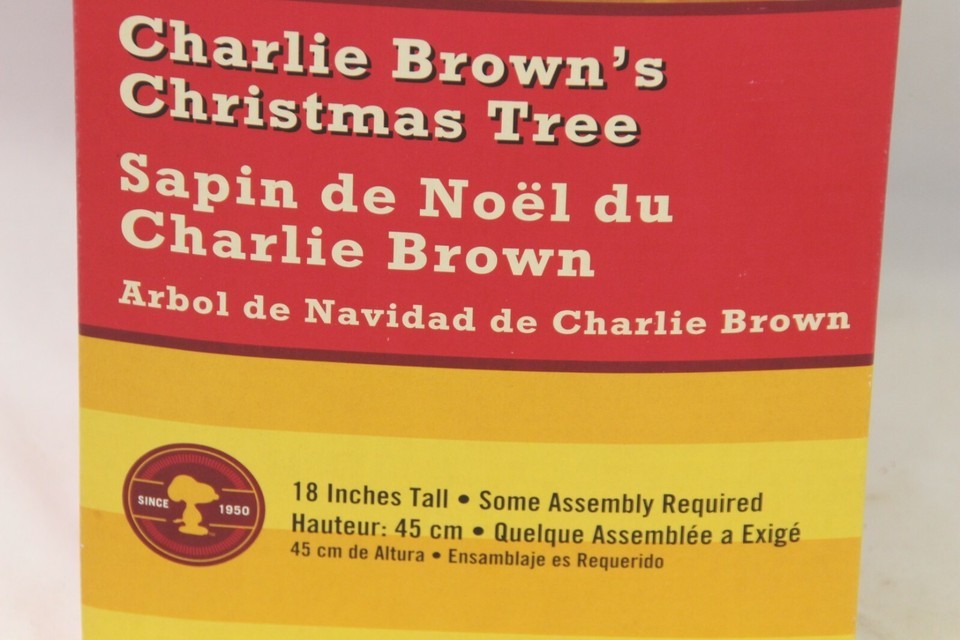 Charlie Brown's
Christmas Tree
Sapin de Noël du
Charlie Brown
Arbol de Navidad de Charlie Brown
SINCE 1950
18 Inches Tall • Some Assembly Required
Hauteur: 45 cm • Quelque Assemblée a Exigé
45 cm de Altura • Ensamblaje es Requerido